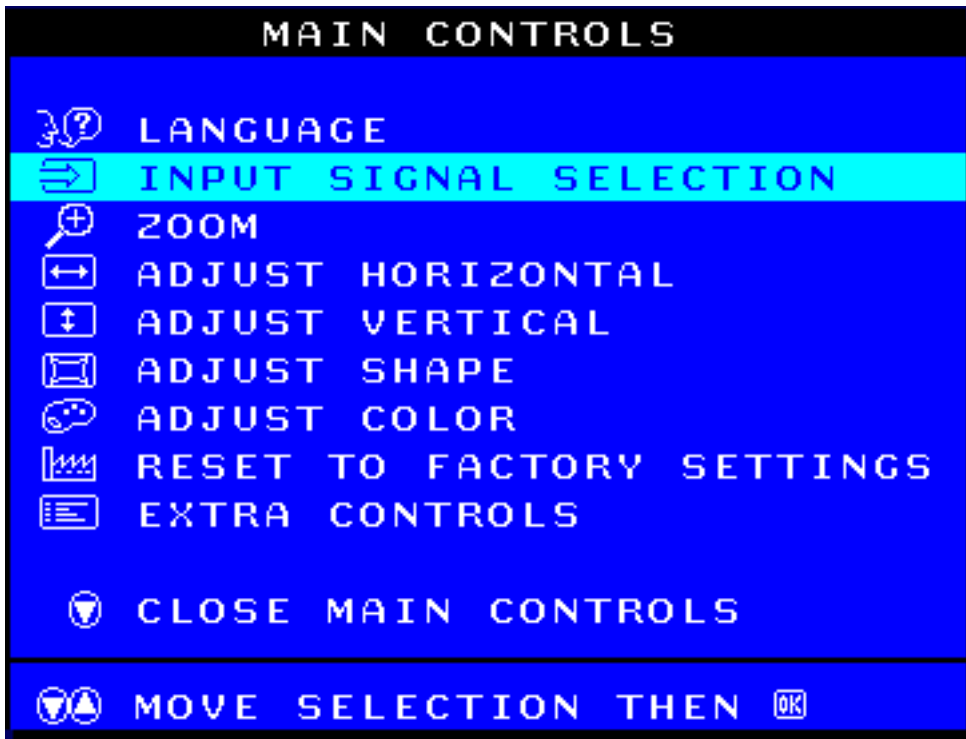 MAIN CONTROLS
LANGUAGE
INPUT SIGNAL SELECTION
ZOOM
ADJUST HORIZONTAL
ADJUST VERTICAL
ADJUST SHAPE
ADJUST COLOR
RESET TO FACTORY SETTINGS
EXTRA CONTROLS
CLOSE MAIN CONTROLS
MOVE SELECTION THEN OK